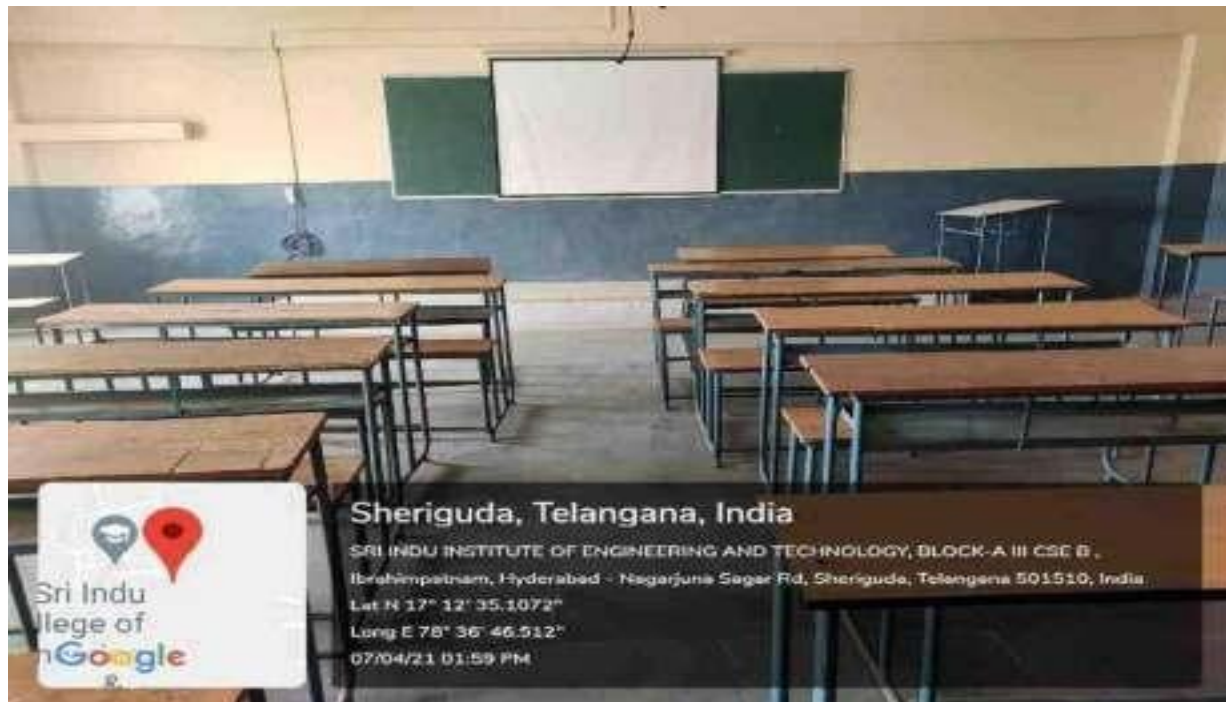 Sheriguda, Telangana, India
SRI INDU INSTITUTE OF ENGINEERING AND TECHNOLOGY, BLOCK-A III CSE B ,
Ibrahimpatnam, Hyderabad - Nagarjuna Sagar Rd, Sheriguda, Telangana 501510, India
Lat N 17° 12' 35.1072"
Long E 78° 36' 46.512"
07/04/21 01:59 PM
Sri Indu
llege of
Google
&